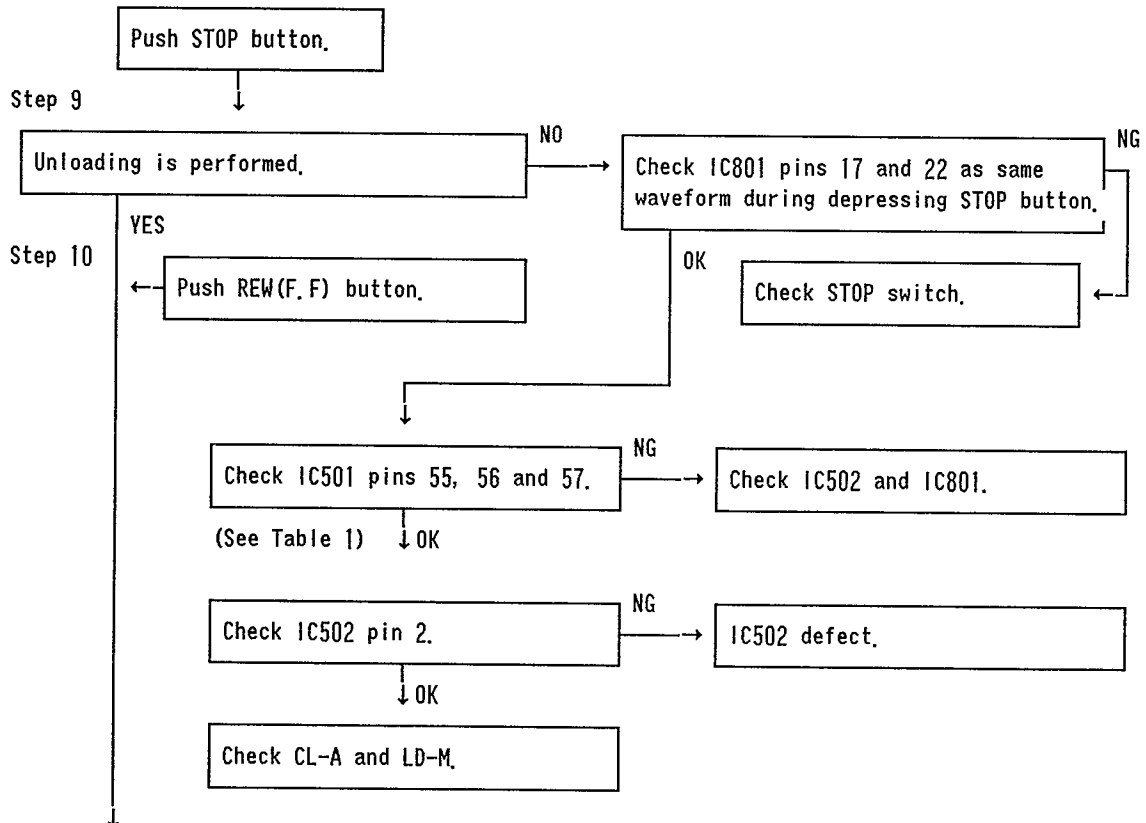 Push STOP button.
Step 9
Unloading is performed.
NO
Check IC801 pins 17 and 22 as same
waveform during depressing STOP button.
NG
YES
Step 10
Push REW(F.F) button.
OK
Check STOP switch.
Check IC501 pins 55, 56 and 57.
NG
Check IC502 and IC801.
(See Table 1)
OK
Check IC502 pin 2.
NG
IC502 defect.
OK
Check CL-A and LD-M.